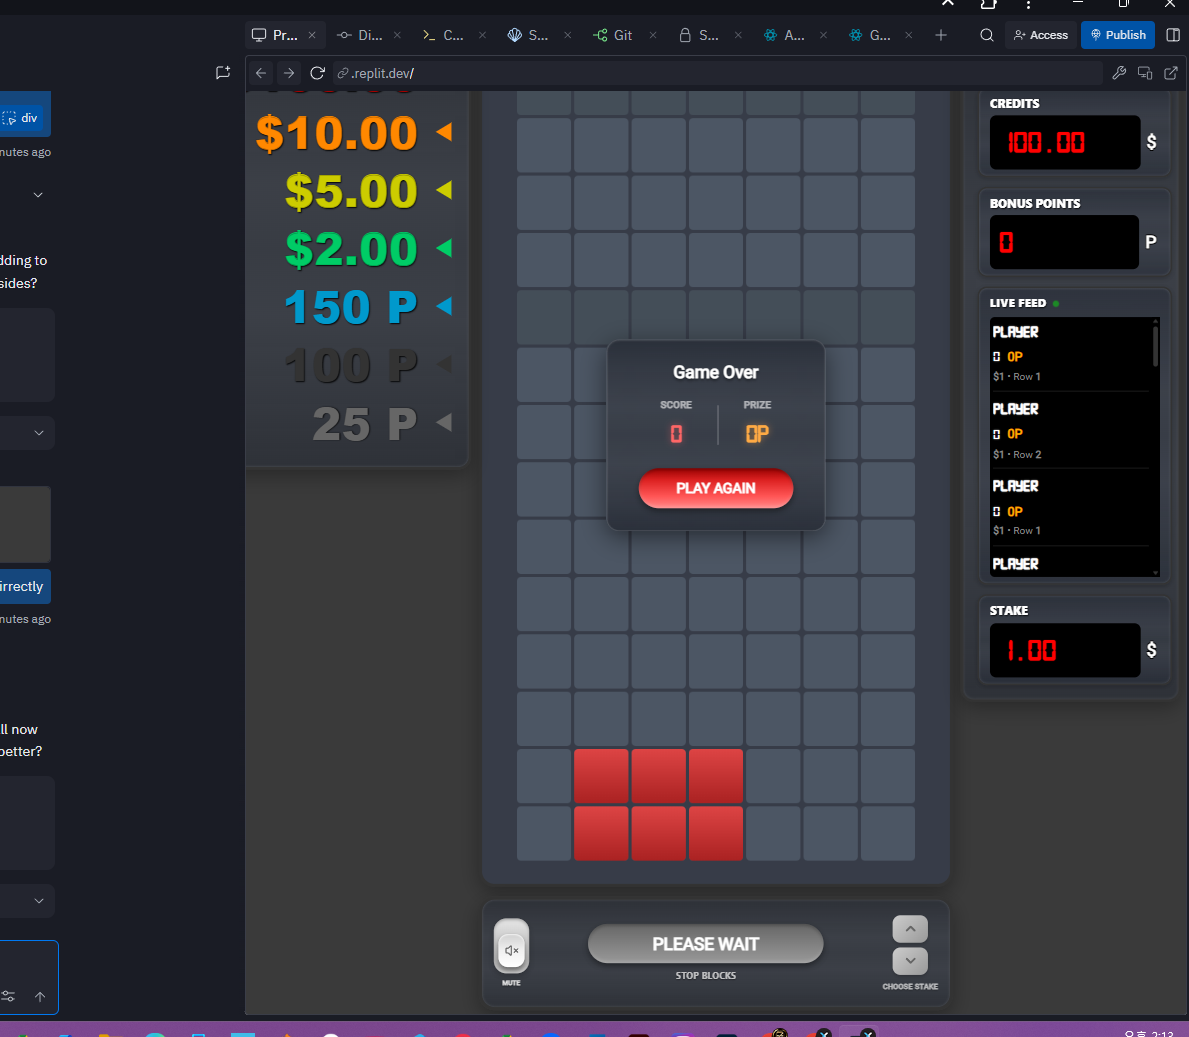 Pr...
Di...
C...
S...
Git
S...
A...
G...
Access
Publish
.replit.dev/
div
nutes ago
dding to
sides?
irrectly
nutes ago
ll now
better?
$10.00
$5.00
$2.00
150 P
100 P
25 P
Game Over
SCORE
PRIZE
0
0P
PLAY AGAIN
PLEASE WAIT
STOP BLOCKS
MUTE
CHOOSE STAKE
CREDITS
100.00 $
BONUS POINTS
0 P
LIVE FEED
PLAYER
0 0P
$1 • Row 1
PLAYER
0 0P
$1 • Row 2
PLAYER
0 0P
$1 • Row 1
PLAYER
STAKE
1.00 $